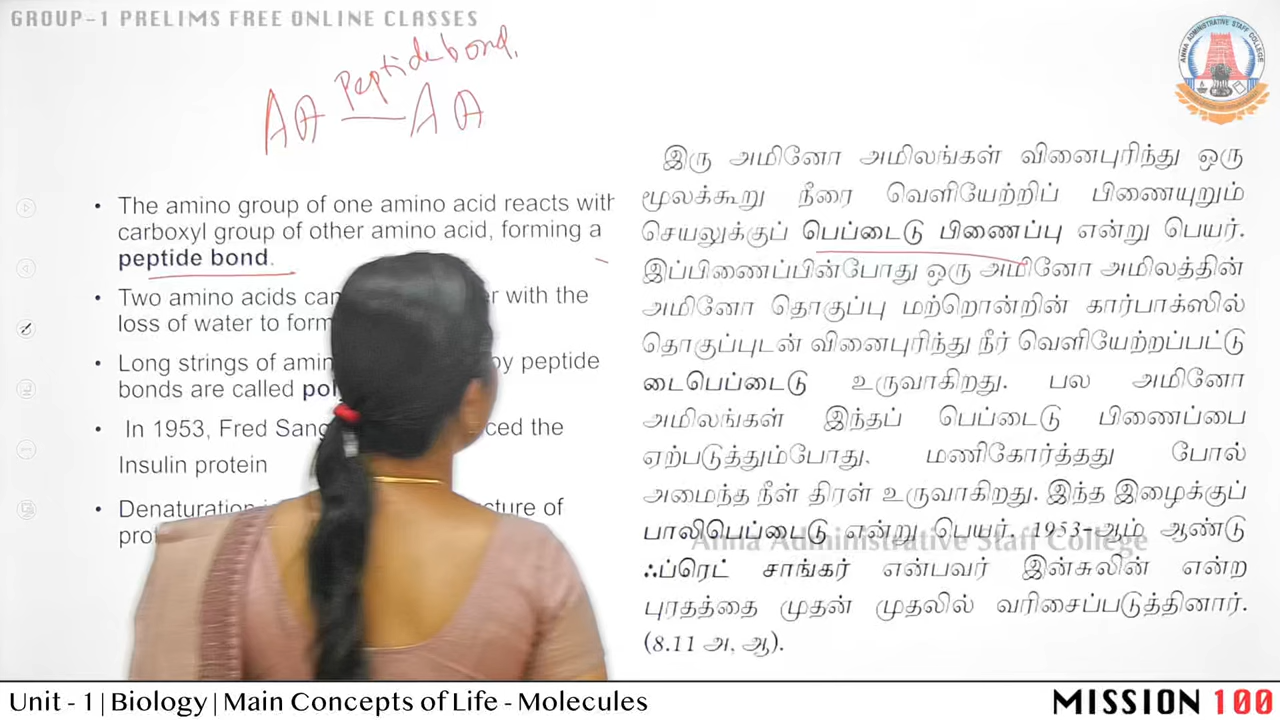 GROUP-1 PRELIMS FREE ONLINE CLASSES
Peptide bond.
AA — AA
• The amino group of one amino acid reacts with
carboxyl group of other amino acid, forming a
peptide bond.
• Two amino acids can with the
loss of water to form
• Long strings of by peptide
bonds are called
• In 1953, Fred the
Insulin protein
• Denaturation of
இரு அமினோ அமிலங்கள் வினைபுரிந்து ஒரு
மூலக்கூறு நீரை வெளியேற்றிப் பிணையுறும்
செயலுக்குப் பெப்டைடு பிணைப்பு என்று பெயர்.
இப்பிணைப்பின்போது ஒரு அமினோ அமிலத்தின்
அமினோ தொகுப்பு மற்றொன்றின் கார்பாக்ஸில்
தொகுப்புடன் வினைபுரிந்து நீர் வெளியேற்றப்பட்டு
டைபெப்டைடு உருவாகிறது. பல அமினோ
அமிலங்கள் இந்தப் பெப்டைடு பிணைப்பை
ஏற்படுத்தும்போது, மணிகோர்த்தது போல்
அமைந்த நீள் திரள் உருவாகிறது. இந்த இழைக்குப்
பாலிபெப்டைடு என்று பெயர். 1953-ஆம் ஆண்டு
Anna Administrative Staff College
ஃப்ரெட் சாங்கர் என்பவர் இன்சுலின் என்ற
புரதத்தை முதன் முதலில் வரிசைப்படுத்தினார்.
(8.11 அ, ஆ).
Unit - 1 | Biology | Main Concepts of Life - Molecules
MISSION 100